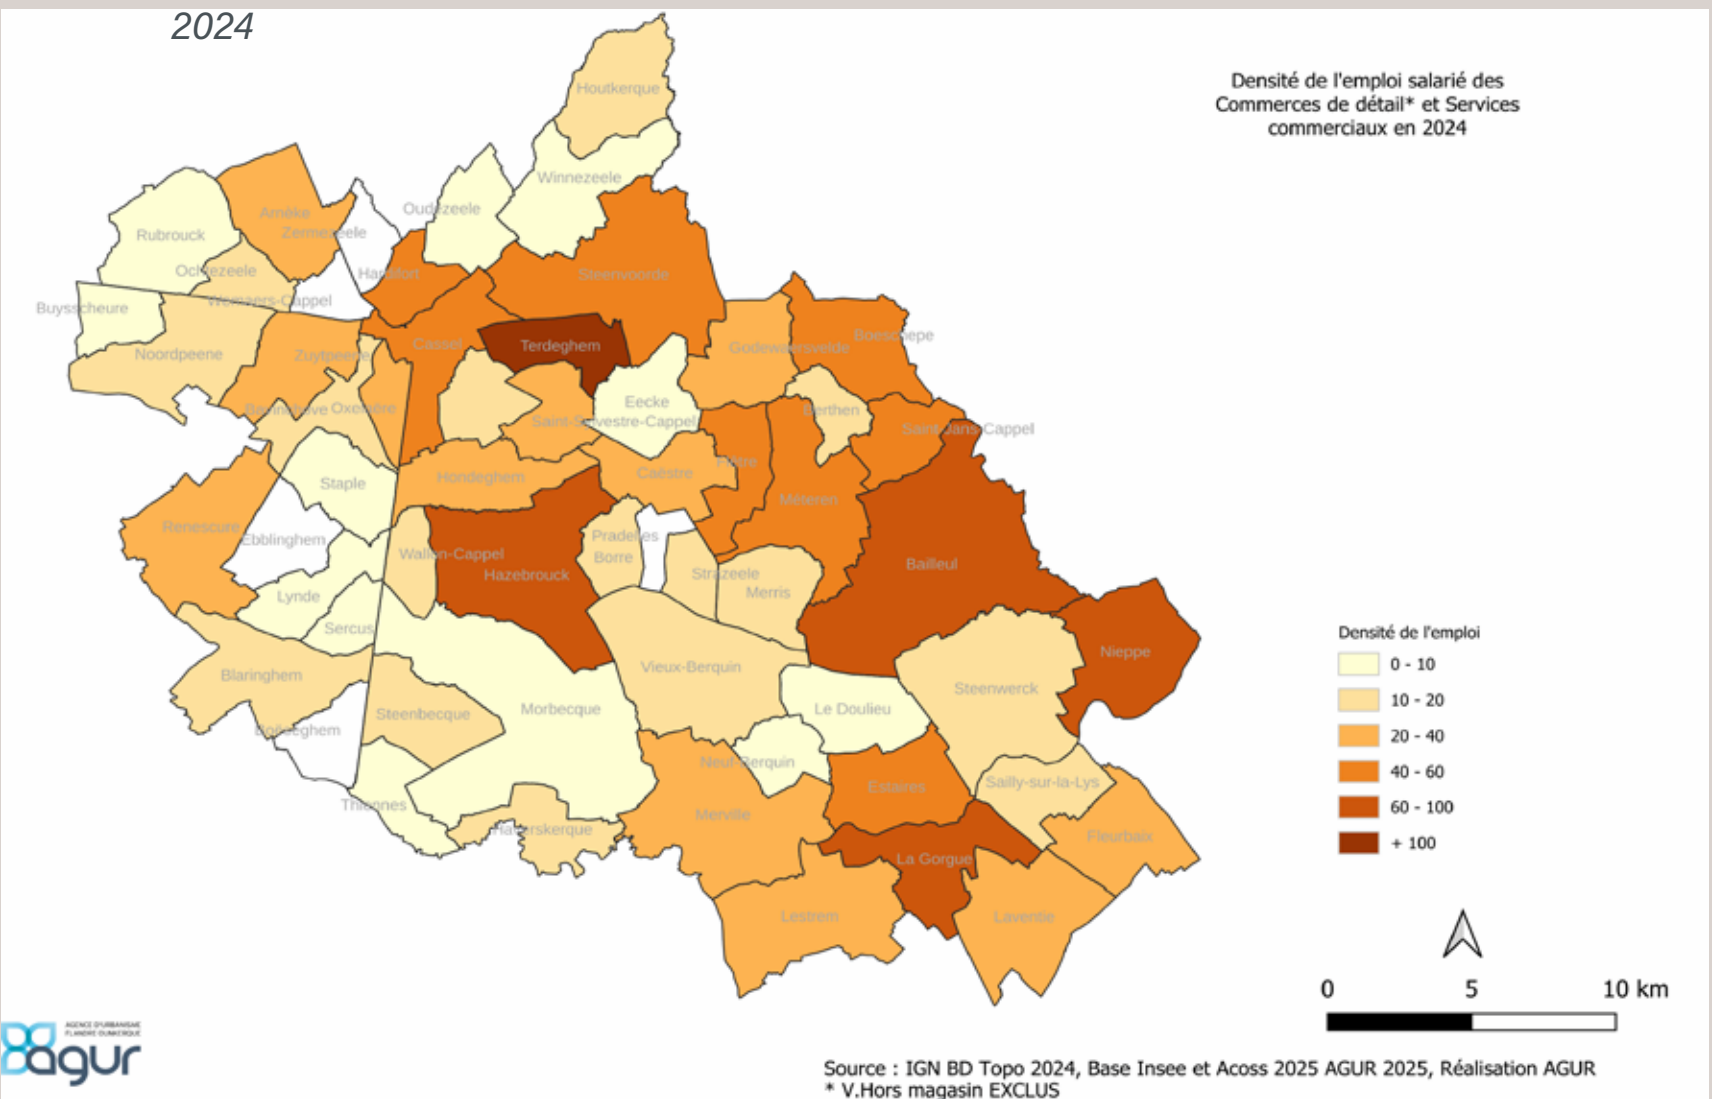 2024
Densité de l'emploi salarié des
Commerces de détail* et Services
commerciaux en 2024
Houtkerque
Winnezeele
Oudezeele
Arnèke
Zermezeele
Rubrouck
Ochtezeele
Hardifort
Steenvoorde
Wemaers-Cappel
Buysscheure
Noordpeene
Zuytpeene
Cassel
Terdeghem
Godewaersvelde
Boeschepe
Bavinchove
Oxelaëre
Eecke
Saint-Sylvestre-Cappel
Berthen
Saint-Jans-Cappel
Staple
Hondeghem
Caëstre
Flêtre
Méteren
Renescure
Ebblinghem
Wallon-Cappel
Hazebrouck
Pradelles
Borre
Strazeele
Merris
Bailleul
Lynde
Sercus
Blaringhem
Vieux-Berquin
Nieppe
Steenwerck
Steenbecque
Morbecque
Le Doulieu
Boëseghem
Neuf-Berquin
Thiennes
Haverskerque
Merville
Estaires
Sailly-sur-la-Lys
Fleurbaix
La Gorgue
Lestrem
Laventie
Densité de l'emploi
0 - 10
10 - 20
20 - 40
40 - 60
60 - 100
+ 100
0 5 10 km
AGENCE D'URBANISME
FLANDRE-DUNKERQUE
agur
Source : IGN BD Topo 2024, Base Insee et Acoss 2025 AGUR 2025, Réalisation AGUR
* V.Hors magasin EXCLUS